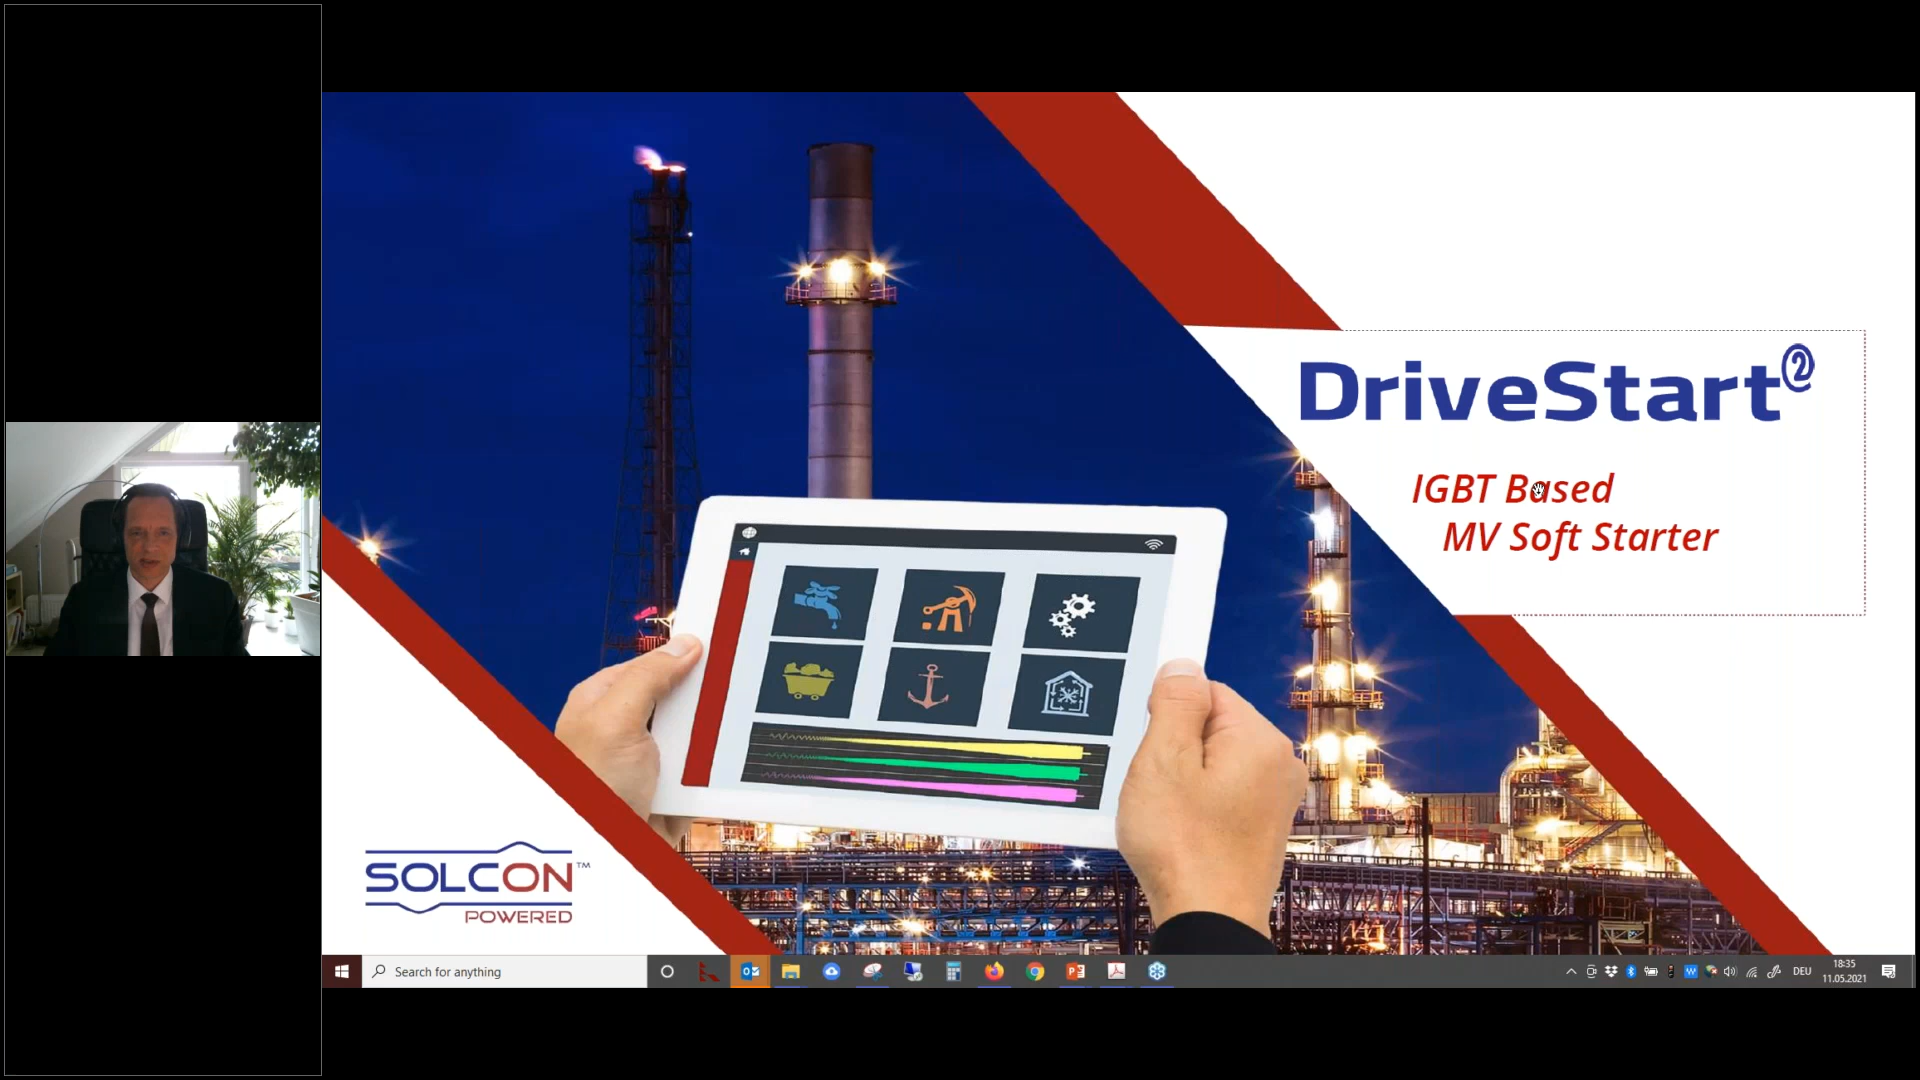 DriveStart②
IGBT Based
MV Soft Starter
SOLCON™
POWERED
Search for anything
DEU
18:35
11.05.2021